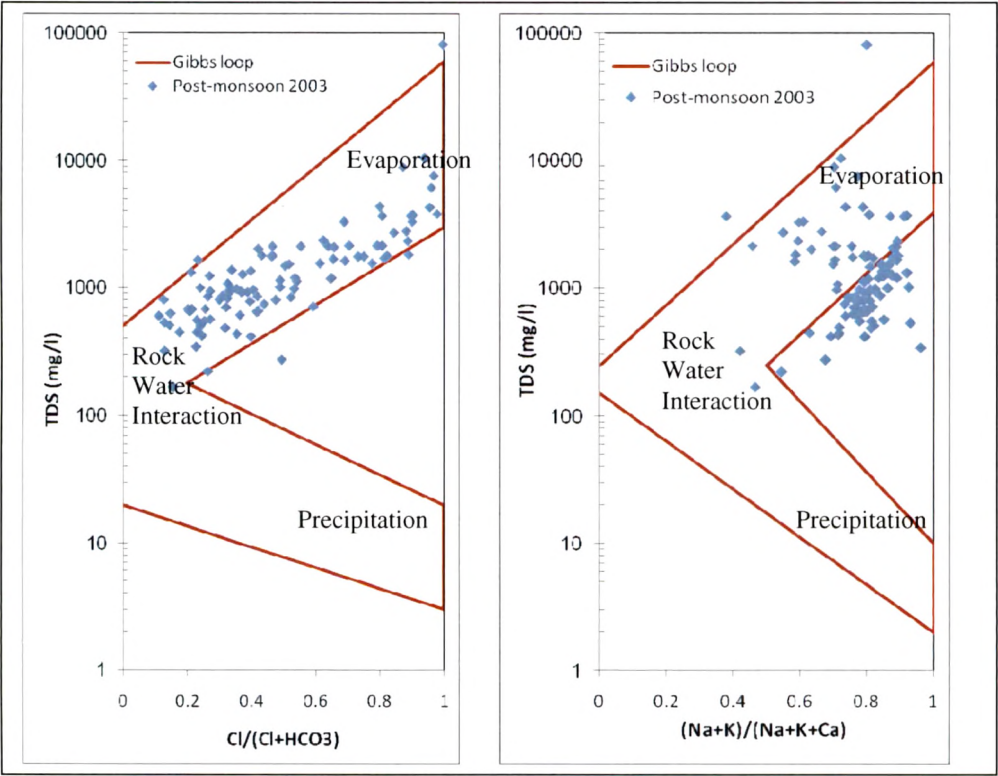 100000
10000
1000
100
10
1
TDS (mg/l)
Gibbs loop
Post-monsoon 2003
Evaporation
Rock
Water
Interaction
Precipitation
0
0.2
0.4
0.6
0.8
1
Cl/(Cl+HCO3)
100000
10000
1000
100
10
1
TDS (mg/l)
Gibbs loop
Post-monsoon 2003
Evaporation
Rock
Water
Interaction
Precipitation
0
0.2
0.4
0.6
0.8
1
(Na+K)/(Na+K+Ca)